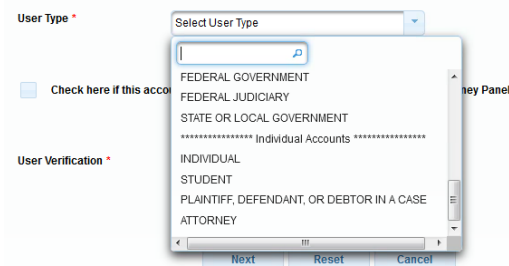 User Type *
Select User Type
FEDERAL GOVERNMENT
FEDERAL JUDICIARY
STATE OR LOCAL GOVERNMENT
Check here if this accou ney Panel
**************** Individual Accounts ****************
INDIVIDUAL
User Verification *
STUDENT
PLAINTIFF, DEFENDANT, OR DEBTOR IN A CASE
ATTORNEY
Next Reset Cancel